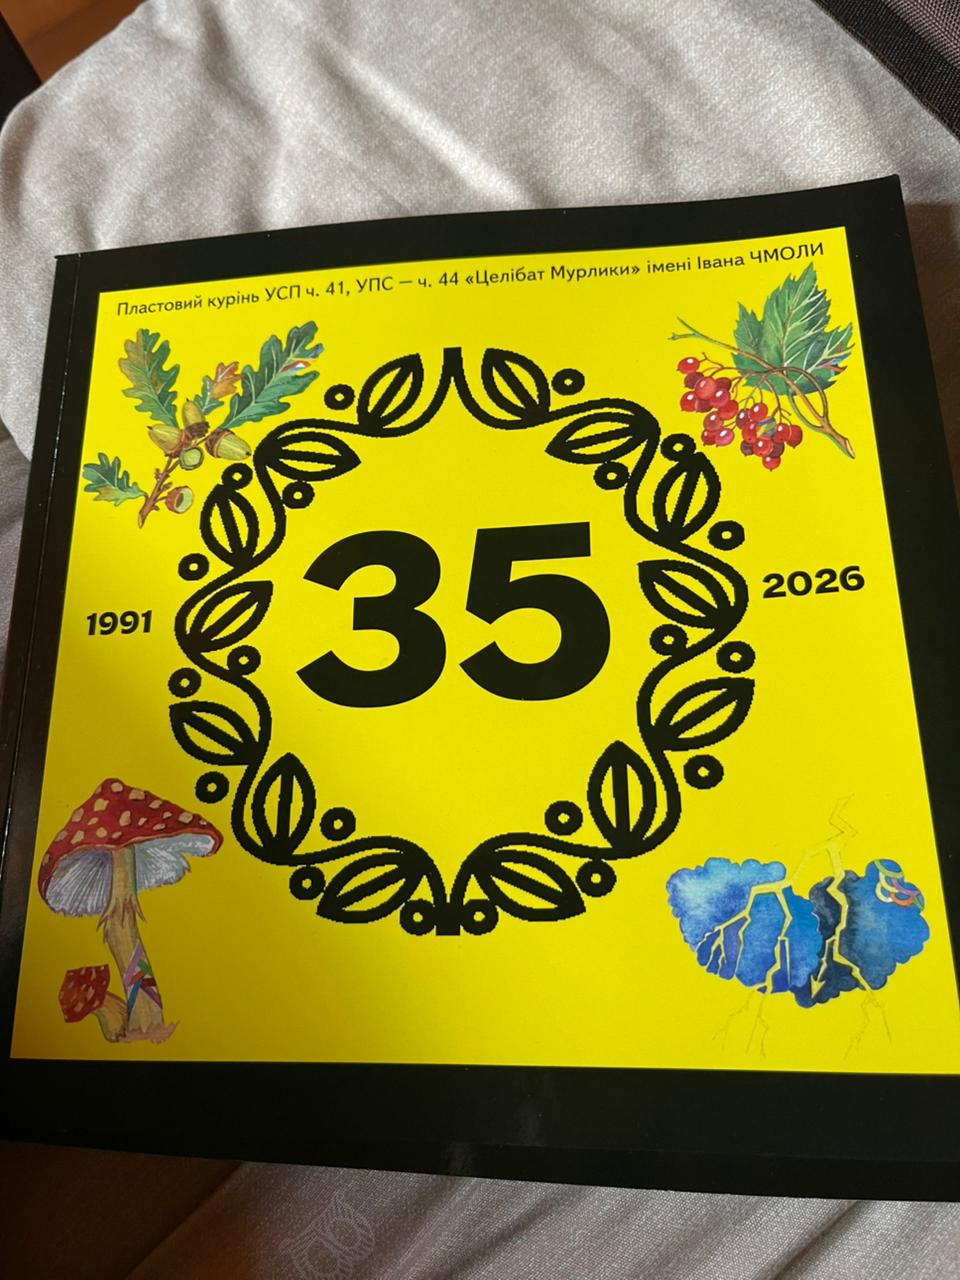 Пластовий курінь УСП ч. 41, УПС — ч. 44 «Целібат Мурлики» імені Івана ЧМОЛИ
35
1991
2026